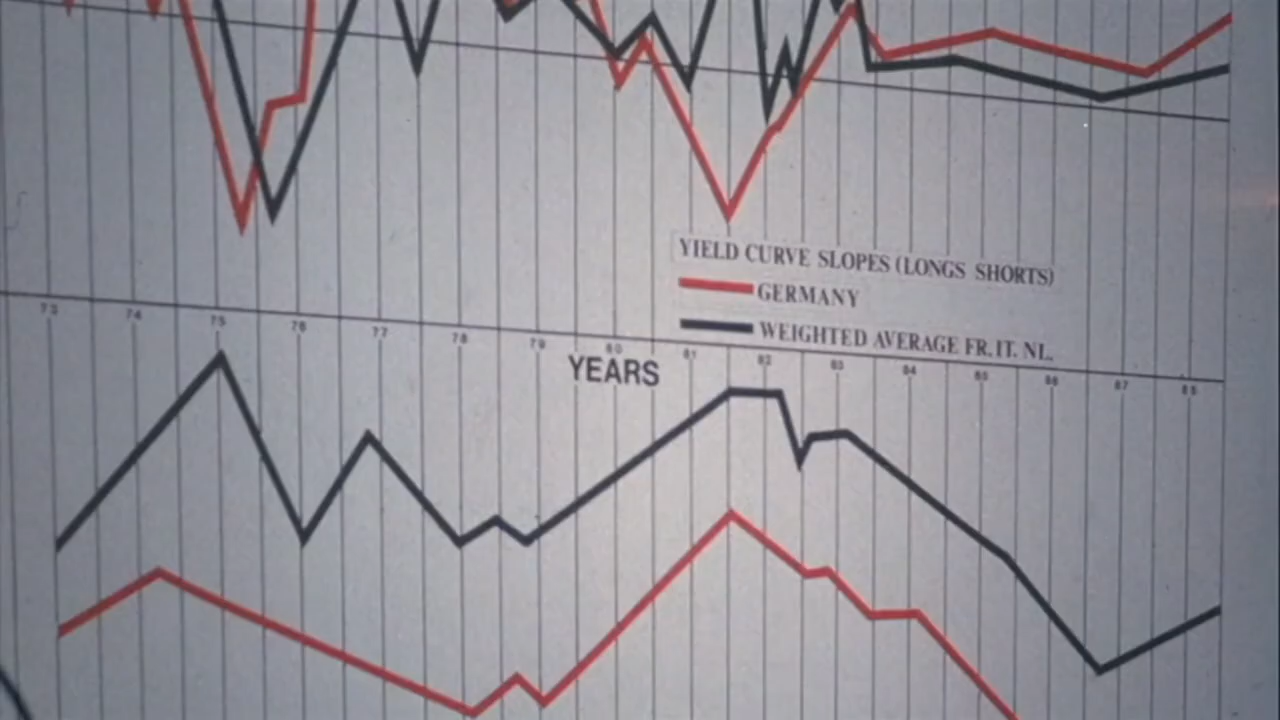 YIELD CURVE SLOPES (LONGS SHORTS)
GERMANY
WEIGHTED AVERAGE FR. IT. NL.
73 74 75 76 77 78 79 80 81 82 83 84 85 86 87 88
YEARS